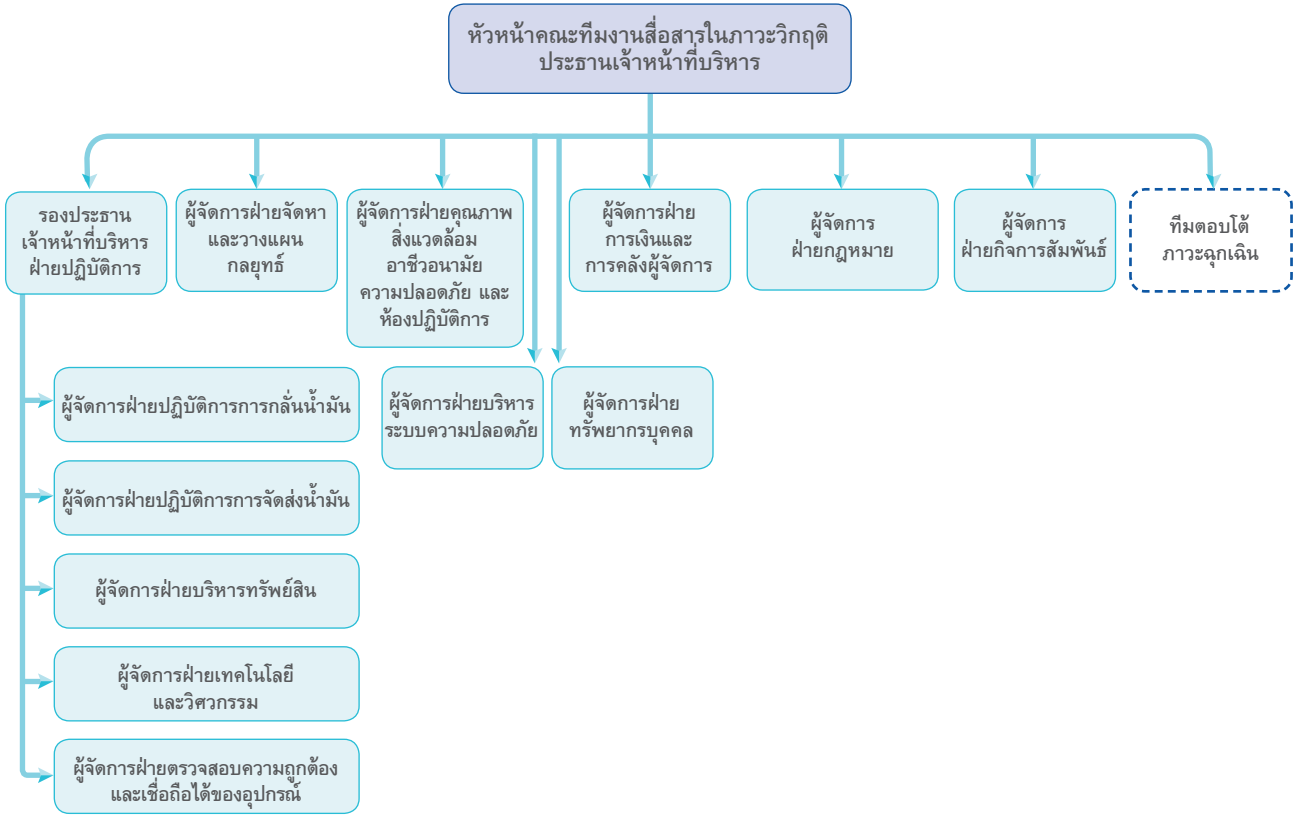 หัวหน้าคณะทีมงานสื่อสารในภาวะวิกฤติ
ประธานเจ้าหน้าที่บริหาร
รองประธาน
เจ้าหน้าที่บริหาร
ฝ่ายปฏิบัติการ
ผู้จัดการฝ่ายจัดหา
และวางแผน
กลยุทธ์
ผู้จัดการฝ่ายคุณภาพ
สิ่งแวดล้อม
อาชีวอนามัย
ความปลอดภัย และ
ห้องปฏิบัติการ
ผู้จัดการฝ่าย
การเงินและ
การคลังผู้จัดการ
ผู้จัดการ
ฝ่ายกฎหมาย
ผู้จัดการ
ฝ่ายกิจการสัมพันธ์
ทีมตอบโต้
ภาวะฉุกเฉิน
ผู้จัดการฝ่ายบริหาร
ระบบความปลอดภัย
ผู้จัดการฝ่าย
ทรัพยากรบุคคล
ผู้จัดการฝ่ายปฏิบัติการการกลั่นน้ำมัน
ผู้จัดการฝ่ายปฏิบัติการการจัดส่งน้ำมัน
ผู้จัดการฝ่ายบริหารทรัพย์สิน
ผู้จัดการฝ่ายเทคโนโลยี
และวิศวกรรม
ผู้จัดการฝ่ายตรวจสอบความถูกต้อง
และเชื่อถือได้ของอุปกรณ์